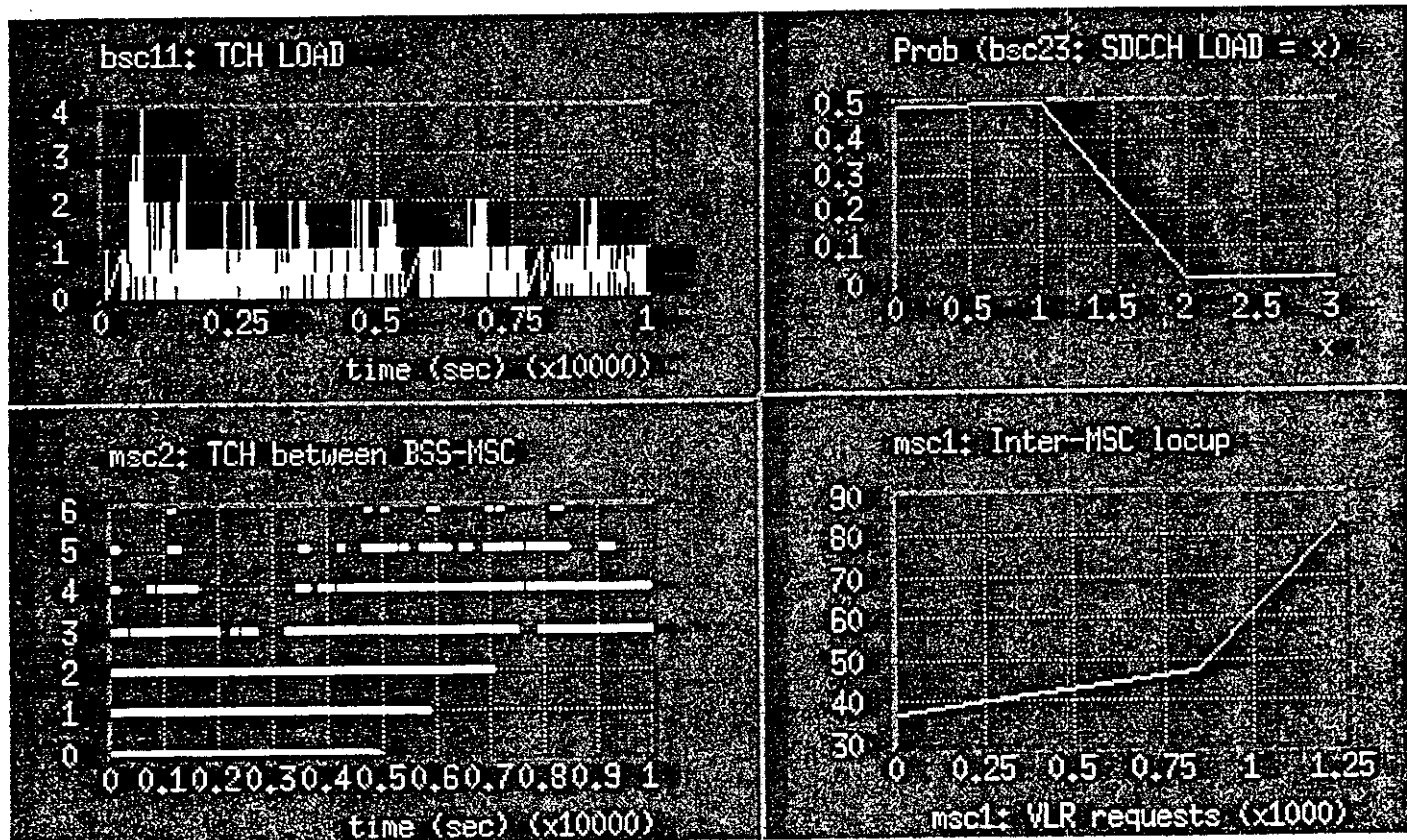 bsc11: TCH LOAD
4
3
2
1
0
0 0.25 0.5 0.75 1
time (sec) (x10000)
Prob (bsc23: SDCCH LOAD = x)
0.5
0.4
0.3
0.2
0.1
0
0 0.5 1 1.5 2 2.5 3
x
msc2: TCH between BSS-MSC
6
5
4
3
2
1
0
0 0.1 0.2 0.3 0.4 0.5 0.6 0.7 0.8 0.9 1
time (sec) (x10000)
msc1: Inter-MSC locup
90
80
70
60
50
40
30
0 0.25 0.5 0.75 1 1.25
msc1: VLR requests (x1000)